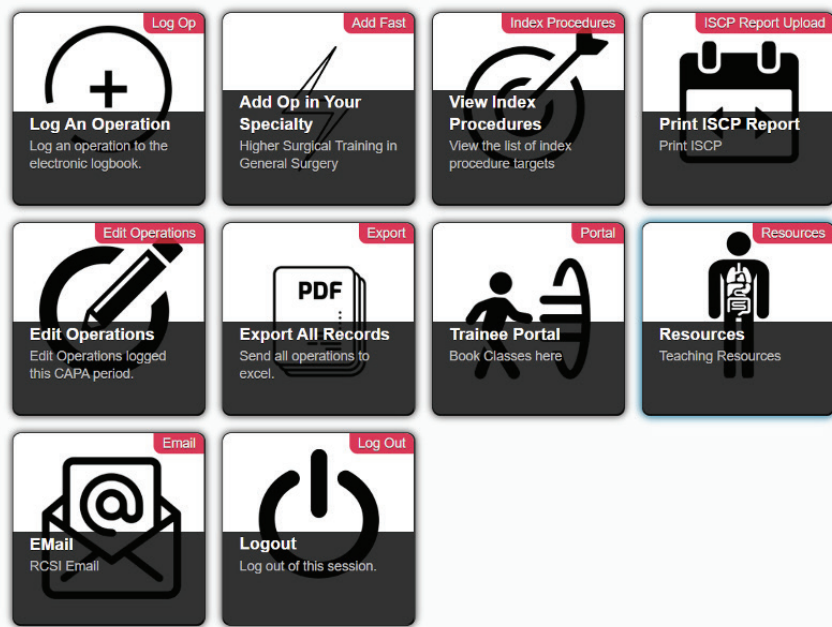 Log Op
Log An Operation
Log an operation to the
electronic logbook.
Add Fast
Add Op in Your
Specialty
Higher Surgical Training in
General Surgery
Index Procedures
View Index
Procedures
View the list of index
procedure targets
ISCP Report Upload
Print ISCP Report
Print ISCP
Edit Operations
Edit Operations
Edit Operations logged
this CAPA period.
Export
PDF
Export All Records
Send all operations to
excel.
Portal
Trainee Portal
Book Classes here
Resources
Resources
Teaching Resources
Email
@
EMail
RCSI Email
Log Out
Logout
Log out of this session.